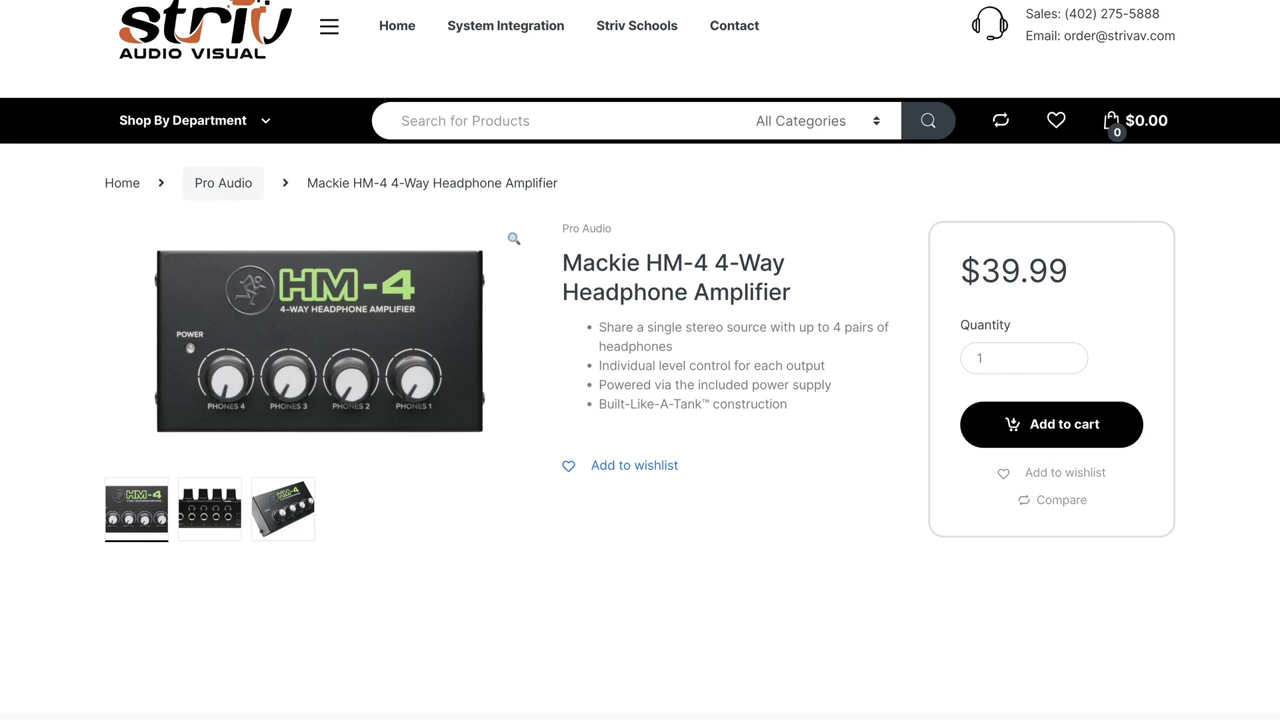 striv
AUDIO VISUAL
Home
System Integration
Striv Schools
Contact
Sales: (402) 275-5888
Email: order@strivav.com
Shop By Department
Search for Products
All Categories
0
$0.00
Home
Pro Audio
Mackie HM-4 4-Way Headphone Amplifier
HM-4
4-WAY HEADPHONE AMPLIFIER
POWER
PHONES 4
PHONES 3
PHONES 2
PHONES 1
HM-4
HM-4
Pro Audio
Mackie HM-4 4-Way
Headphone Amplifier
• Share a single stereo source with up to 4 pairs of
headphones
• Individual level control for each output
• Powered via the included power supply
• Built-Like-A-Tank™ construction
Add to wishlist
$39.99
Quantity
1
Add to cart
Add to wishlist
Compare